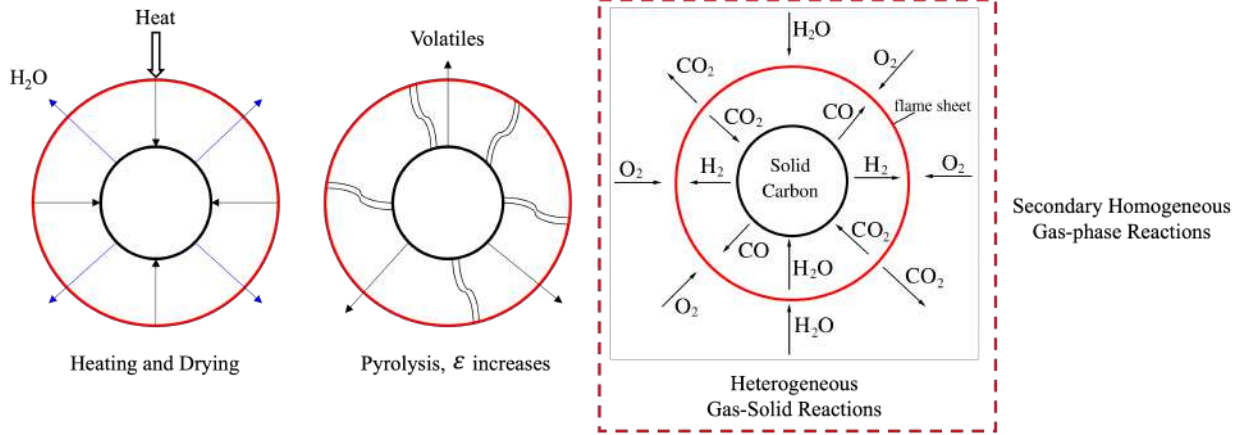 Heat
H₂O
Heating and Drying
Volatiles
Pyrolysis, ε increases
H₂O
CO₂
O₂
flame sheet
CO₂
CO
O₂
H₂
Solid
Carbon
H₂
O₂
CO
CO₂
H₂O
O₂
CO₂
H₂O
Heterogeneous
Gas-Solid Reactions
Secondary Homogeneous
Gas-phase Reactions